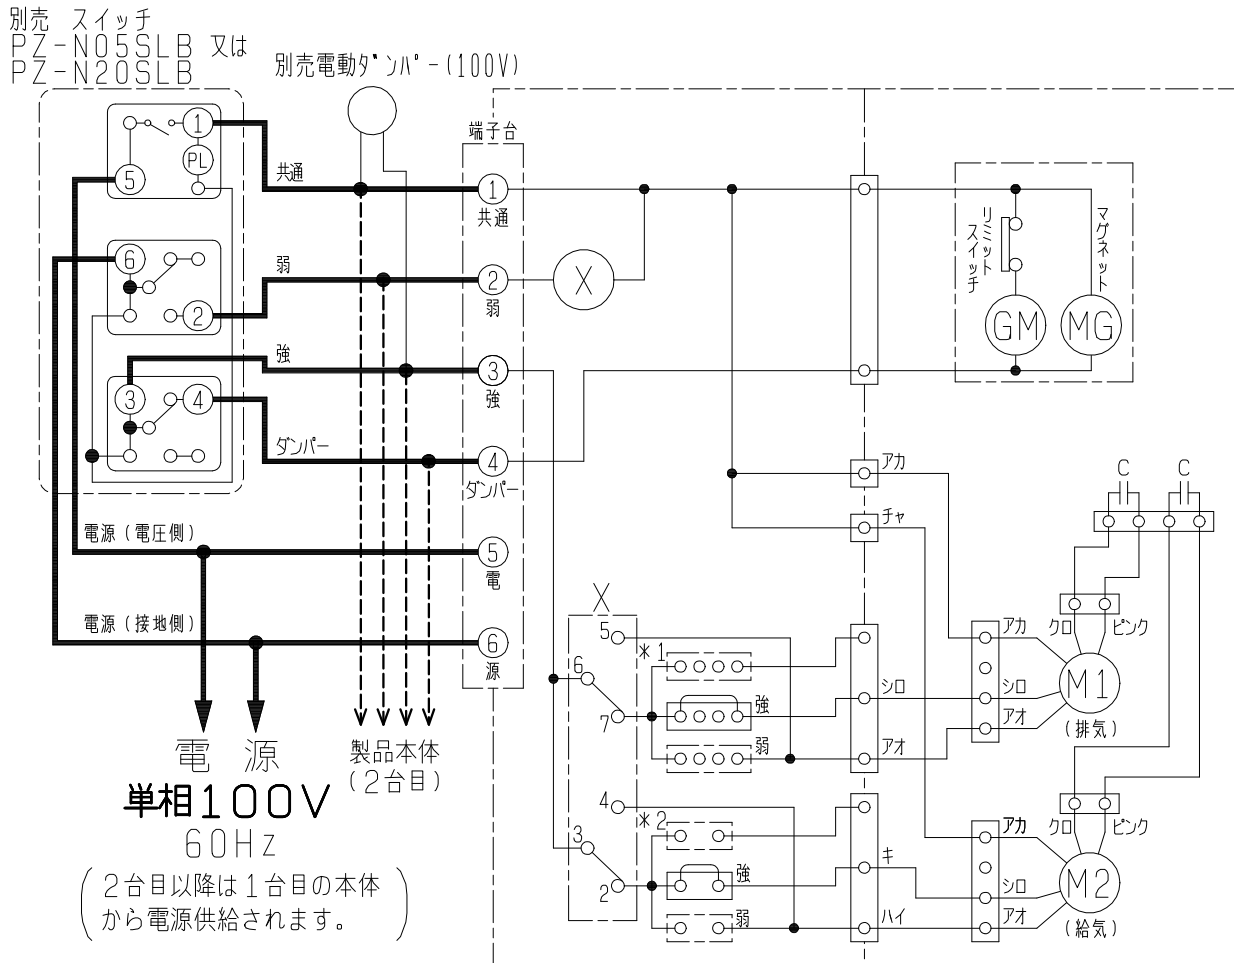 別売 スイッチ
PZ-N05SLB 又は
PZ-N20SLB
別売電動ダンパー(100V)
端子台
1
PL
5
共通
1
共通
6
2
弱
2
弱
X
3
4
強
3
強
ダンパー
4
ダンパー
電源(電圧側)
5
電
電源(接地側)
6
源
リミット
スイッチ
マグネット
GM
MG
アカ
チャ
C
C
X
5
6
7
4
3
2
*1
強
弱
*2
強
弱
シロ
アオ
キ
ハイ
アカ
シロ
アオ
クロ
ピンク
M1
(排気)
アカ
シロ
アオ
クロ
ピンク
M2
(給気)
電 源
単相100V
60Hz
製品本体
(2台目)
(2台目以降は1台目の本体
から電源供給されます。)